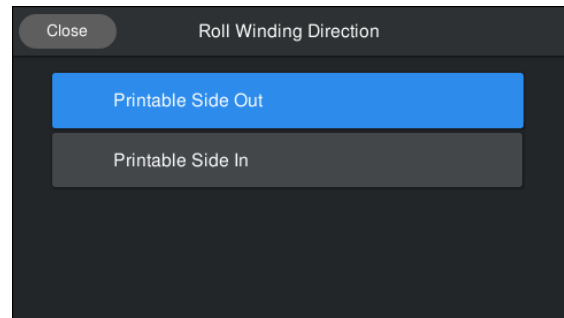 Close
Roll Winding Direction
Printable Side Out
Printable Side In